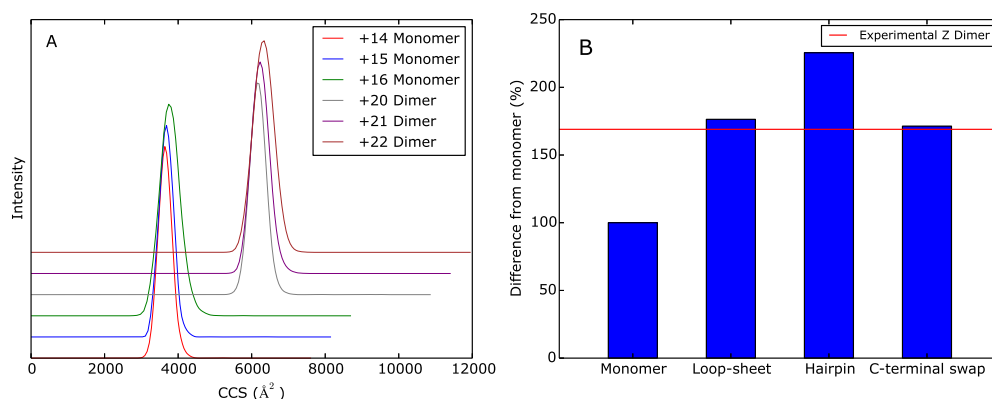 A
+14 Monomer
+15 Monomer
+16 Monomer
+20 Dimer
+21 Dimer
+22 Dimer
Intensity
0 2000 4000 6000 8000 10000 12000
CCS (Å²)
B
Experimental Z Dimer
Difference from monomer (%)
250
200
150
100
50
0
Monomer Loop-sheet Hairpin C-terminal swap